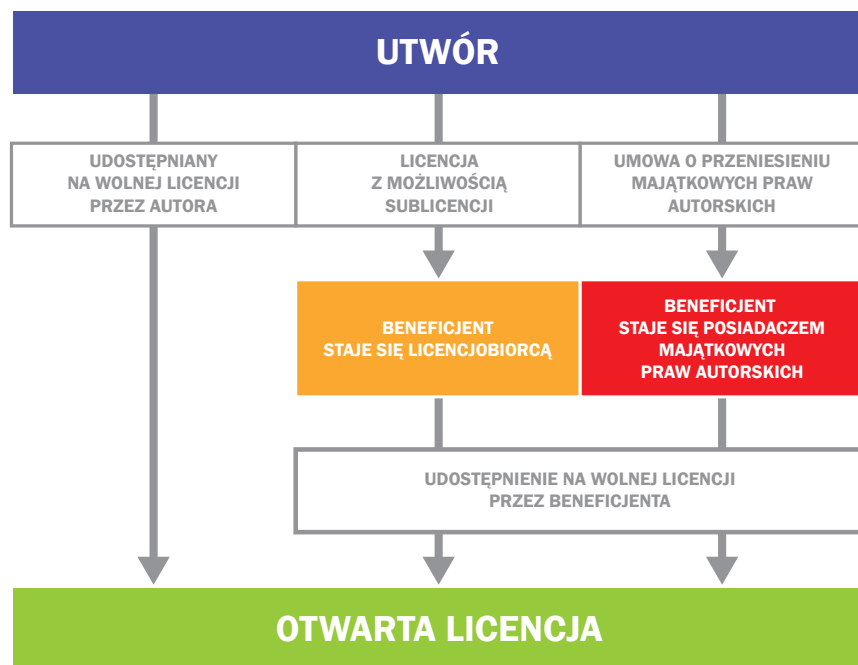 UTWÓR
UDOSTĘPNIANY
NA WOLNEJ LICENCJI
PRZEZ AUTORA
LICENCJA
Z MOŻLIWOŚCIĄ
SUBLICENCJI
UMOWA O PRZENIESIENIU
MAJĄTKOWYCH PRAW
AUTORSKICH
BENEFICJENT
STAJE SIĘ LICENCJOBIORCĄ
BENEFICJENT
STAJE SIĘ POSIADACZEM
MAJĄTKOWYCH
PRAW AUTORSKICH
UDOSTĘPNIENIE NA WOLNEJ LICENCJI
PRZEZ BENEFICJENTA
OTWARTA LICENCJA